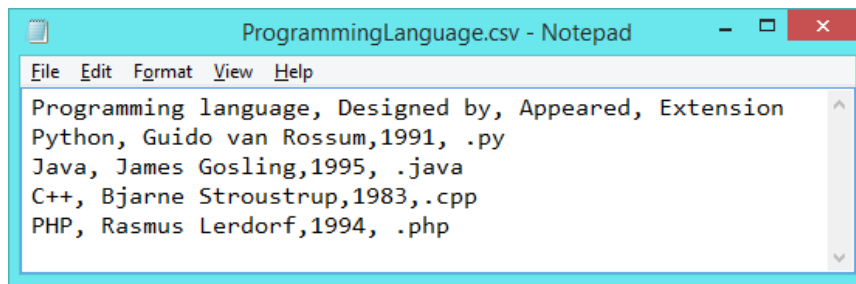 ProgrammingLanguage.csv - Notepad
File Edit Format View Help
Programming language, Designed by, Appeared, Extension
Python, Guido van Rossum,1991, .py
Java, James Gosling,1995, .java
C++, Bjarne Stroustrup,1983,.cpp
PHP, Rasmus Lerdorf,1994, .php